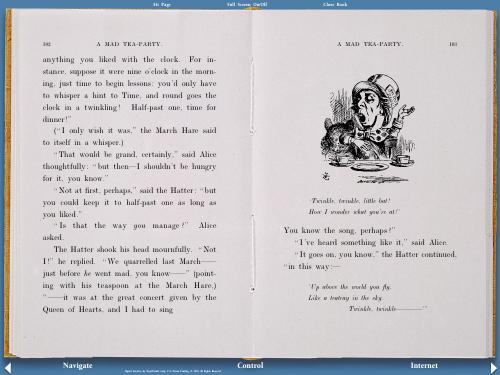 Fit Page Full Screen On/Off Close Book
102 A MAD TEA-PARTY.
anything you liked with the clock. For in-
stance, suppose it were nine o'clock in the morn-
ing, just time to begin lessons: you'd only have
to whisper a hint to Time, and round goes the
clock in a twinkling! Half-past one, time for
dinner!"
("I only wish it was," the March Hare said
to itself in a whisper.)
"That would be grand, certainly," said Alice
thoughtfully: "but then—I shouldn't be hungry
for it, you know."
"Not at first, perhaps," said the Hatter: "but
you could keep it to half-past one as long as
you liked."
"Is that the way you manage?" Alice
asked.
The Hatter shook his head mournfully. "Not
I!" he replied. "We quarrelled last March——
just before he went mad, you know——" (point-
ing with his teaspoon at the March Hare,)
"——it was at the great concert given by the
Queen of Hearts, and I had to sing
A MAD TEA-PARTY. 103
'Twinkle, twinkle, little bat!
How I wonder what you're at!'
You know the song, perhaps?"
"I've heard something like it," said Alice.
"It goes on, you know," the Hatter continued,
"in this way:—
'Up above the world you fly,
Like a teatray in the sky.
Twinkle, twinkle————'"
Navigate Control Internet